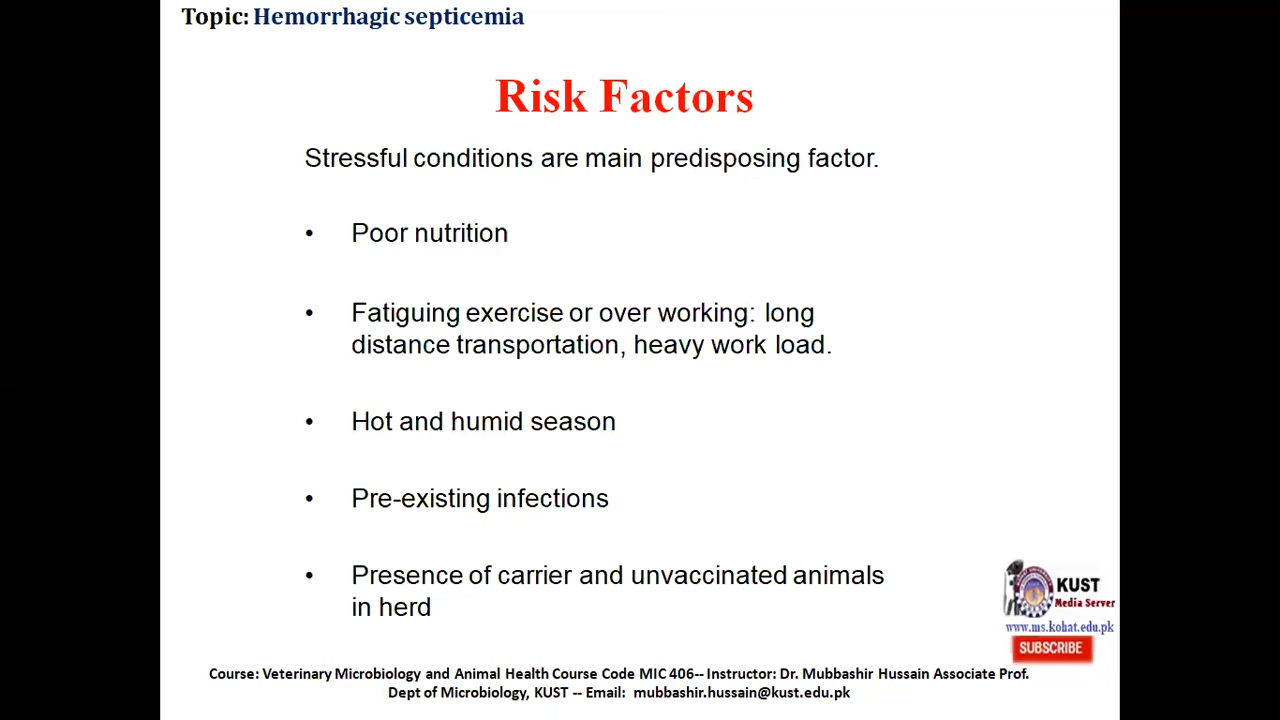 Topic: Hemorrhagic septicemia
Risk Factors
Stressful conditions are main predisposing factor.
• Poor nutrition
• Fatiguing exercise or over working: long
distance transportation, heavy work load.
• Hot and humid season
• Pre-existing infections
• Presence of carrier and unvaccinated animals
in herd
KUST
Media Server
www.ms.kohat.edu.pk
SUBSCRIBE
Course: Veterinary Microbiology and Animal Health Course Code MIC 406-- Instructor: Dr. Mubbashir Hussain Associate Prof.
Dept of Microbiology, KUST -- Email: mubbashir.hussain@kust.edu.pk